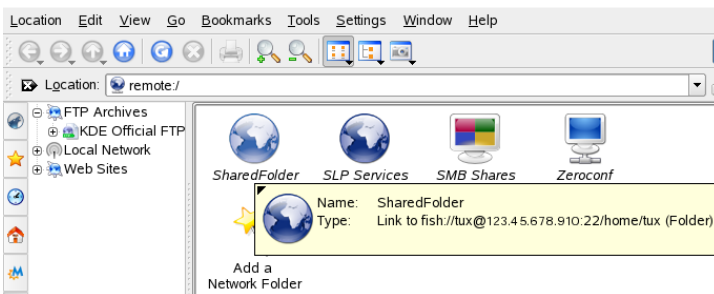 Location Edit View Go Bookmarks Tools Settings Window Help
Location: remote:/
FTP Archives
KDE Official FTP
Local Network
Web Sites
SharedFolder SLP Services SMB Shares Zeroconf
Name: SharedFolder
Type: Link to fish://tux@123.45.678.910:22/home/tux (Folder)
Add a
Network Folder